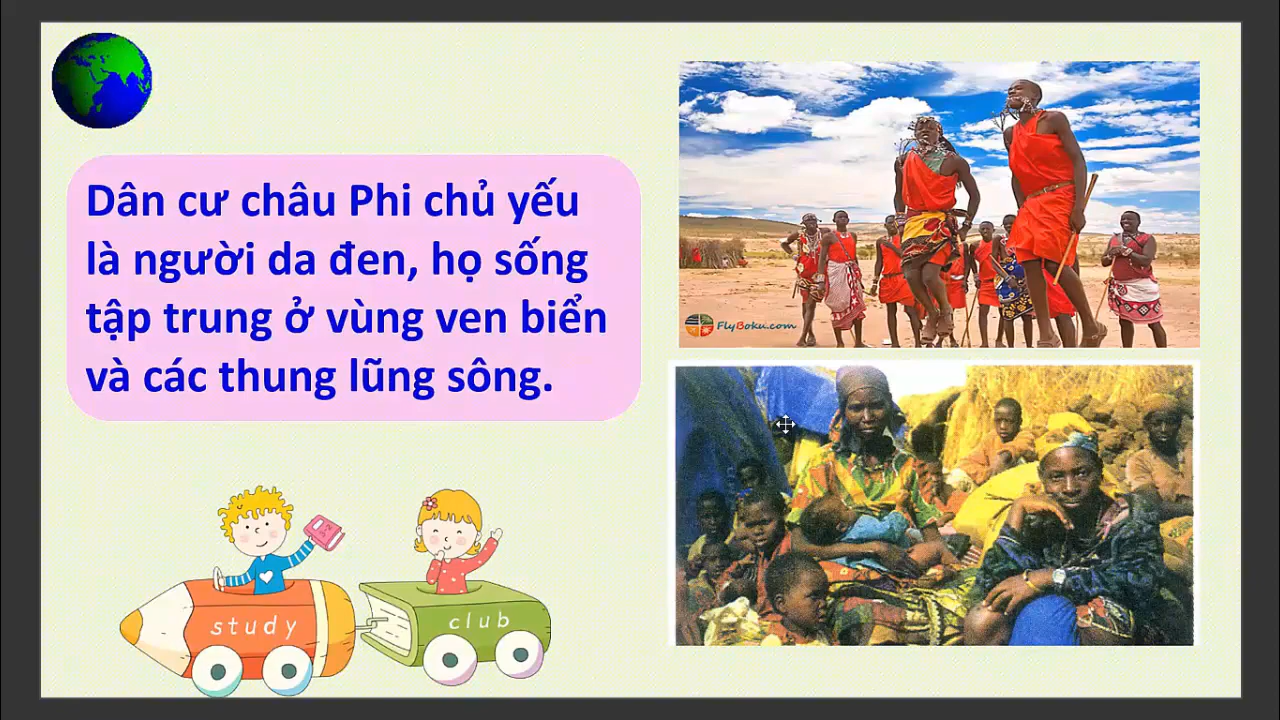 Dân cư châu Phi chủ yếu
là người da đen, họ sống
tập trung ở vùng ven biển
và các thung lũng sông.
FlyBoku.com
study
club